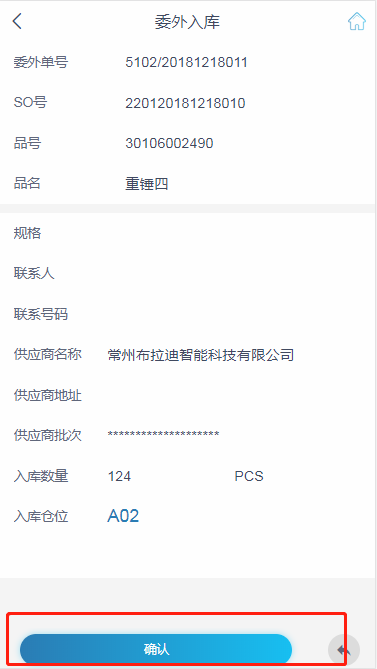 委外入库
委外单号 5102/20181218011
SO号 220120181218010
品号 30106002490
品名 重锤四
规格
联系人
联系号码
供应商名称 常州布拉迪智能科技有限公司
供应商地址
供应商批次 ********************
入库数量 124 PCS
入库仓位 A02
确认